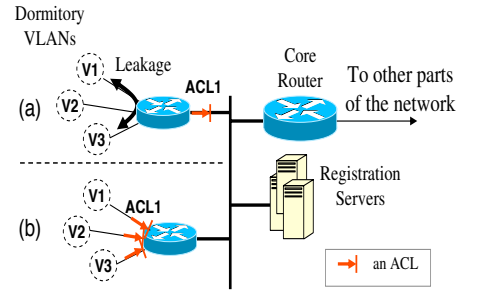 Dormitory
VLANs
V1
Leakage
ACL1
Core
Router
To other parts
of the network
(a)
V2
V3
Registration
Servers
V1
ACL1
(b)
V2
V3
an ACL